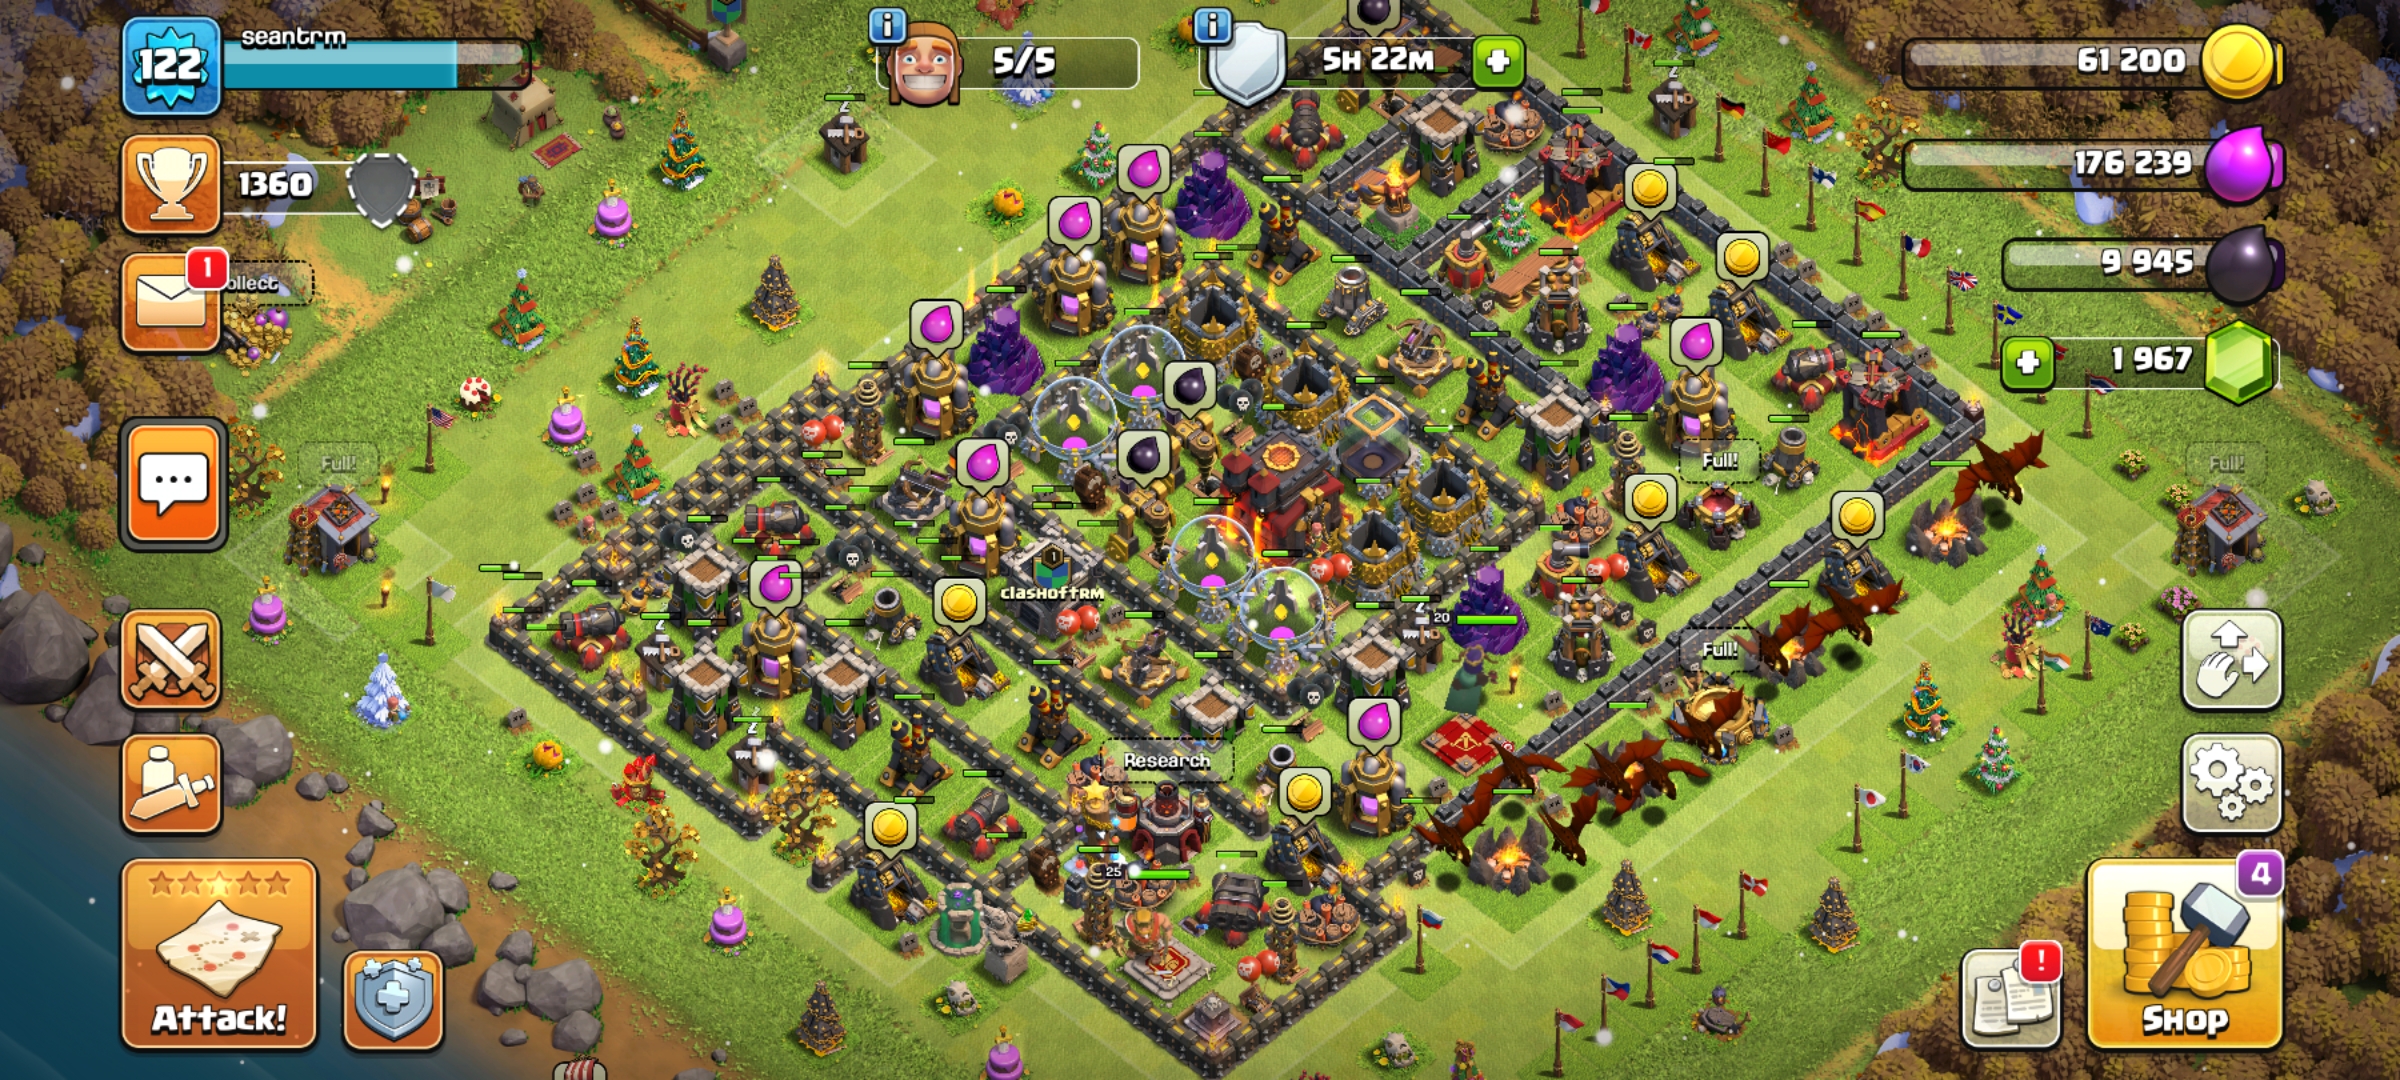 122
seantrm
5/5
5H 22M
61 200
1360
176 239
1
ollect
9 945
1 967
Full!
Full!
Full!
1
clashoftrm
20
Full!
Research
25
Attack!
4
!
Shop